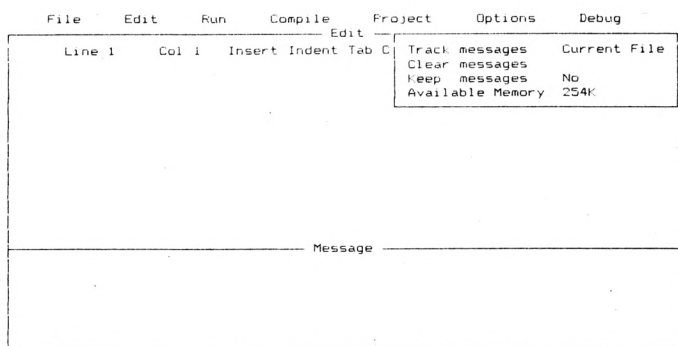 File Edit Run Compile Project Options Debug
Edit
Line 1 Col 1 Insert Indent Tab C
Track messages Current File
Clear messages
Keep messages No
Available Memory 254K
Message